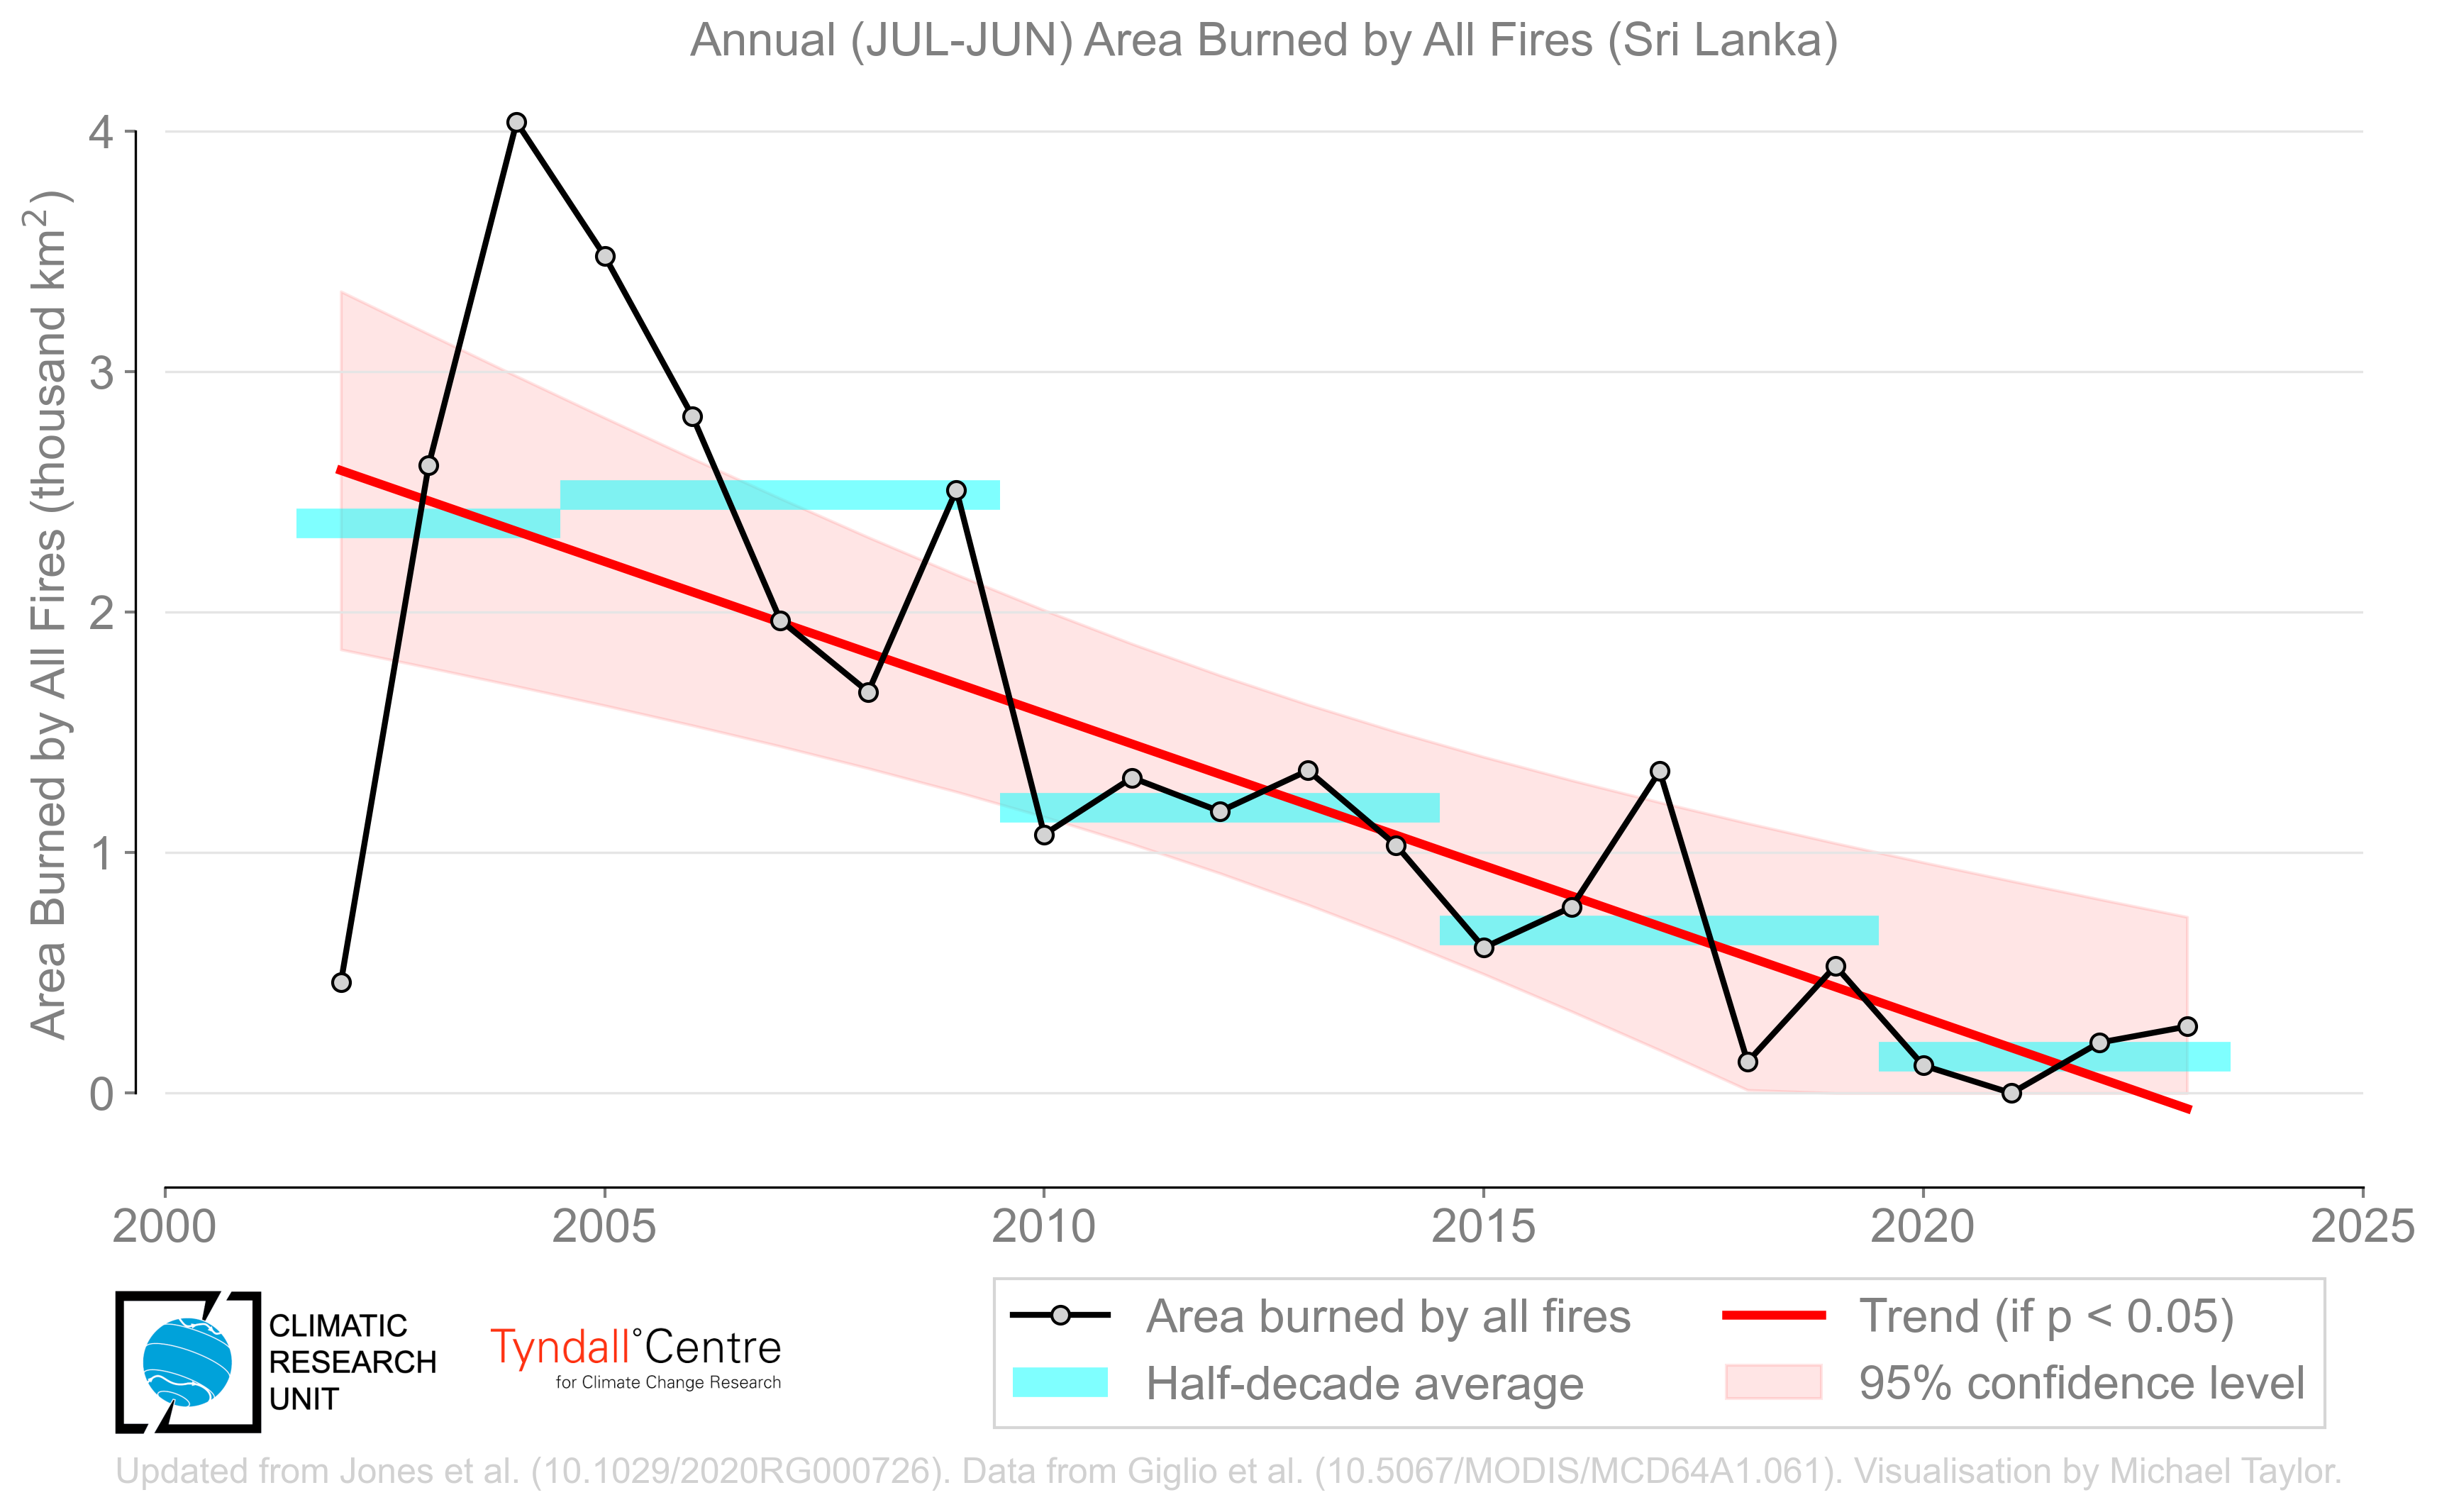 Annual (JUL-JUN) Area Burned by All Fires (Sri Lanka)
Area Burned by All Fires (thousand km²)
4
3
2
1
0
2000 2005 2010 2015 2020 2025
CLIMATIC
RESEARCH
UNIT
Tyndall°Centre
for Climate Change Research
Area burned by all fires
Half-decade average
Trend (if p < 0.05)
95% confidence level
Updated from Jones et al. (10.1029/2020RG000726). Data from Giglio et al. (10.5067/MODIS/MCD64A1.061). Visualisation by Michael Taylor.